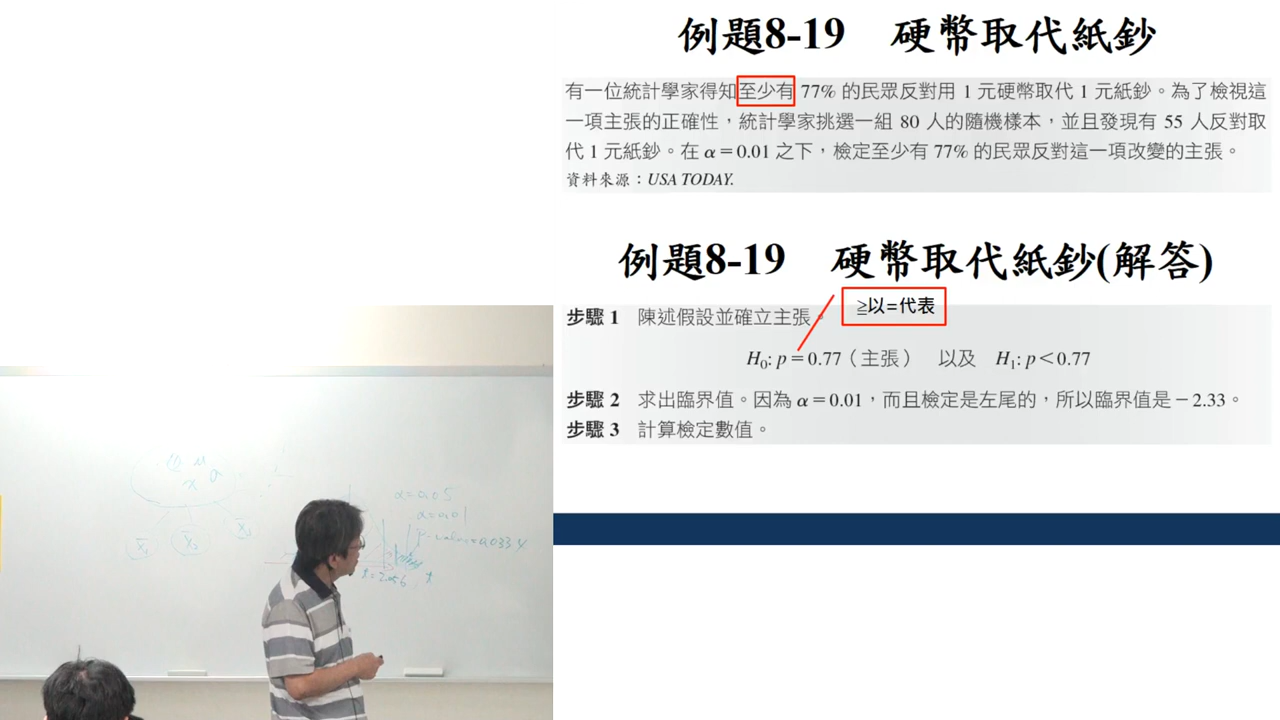 例題8-19 硬幣取代紙鈔
有一位統計學家得知至少有 77% 的民眾反對用 1 元硬幣取代 1 元紙鈔。為了檢視這
一項主張的正確性，統計學家挑選一組 80 人的隨機樣本，並且發現有 55 人反對取
代 1 元紙鈔。在 α＝0.01 之下，檢定至少有 77% 的民眾反對這一項改變的主張。
資料來源：USA TODAY.
例題8-19 硬幣取代紙鈔(解答)
≧以=代表
步驟 1 陳述假設並確立主張。
H₀: p＝0.77（主張） 以及 H₁: p＜0.77
步驟 2 求出臨界值。因為 α＝0.01，而且檢定是左尾的，所以臨界值是－2.33。
步驟 3 計算檢定數值。
α=0.05
α=0.01